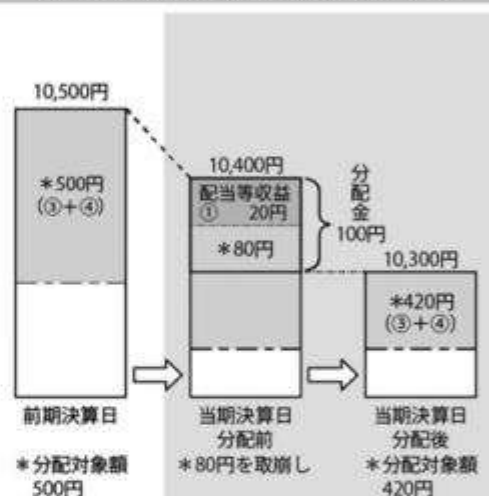 10,500円
*500円
(③+④)
10,400円
配当等収益
① 20円
*80円
分配金
100円
10,300円
*420円
(③+④)
前期決算日
*分配対象額
500円
当期決算日
分配前
*80円を取崩し
当期決算日
分配後
*分配対象額
420円